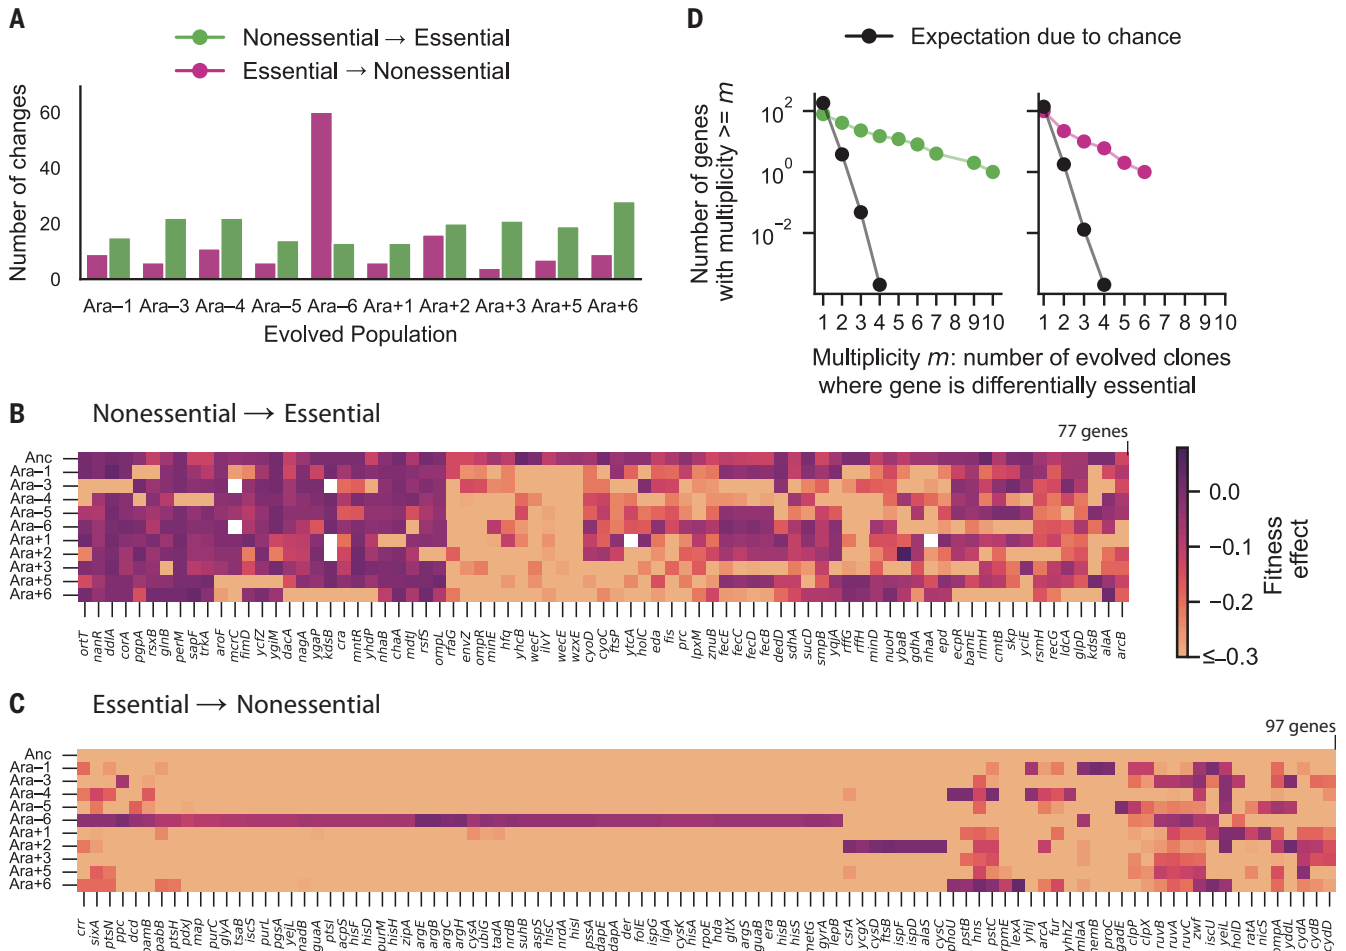 A
Nonessential → Essential
Essential → Nonessential
Number of changes
60
40
20
0
Ara–1 Ara–3 Ara–4 Ara–5 Ara–6 Ara+1 Ara+2 Ara+3 Ara+5 Ara+6
Evolved Population
D
Expectation due to chance
Number of genes
with multiplicity >= m
10² 
10⁰
10⁻²
1 2 3 4 5 6 7 9 10
1 2 3 4 5 6 7 8 9 10
Multiplicity m: number of evolved clones
where gene is differentially essential
B
Nonessential → Essential
77 genes
Anc
Ara–1
Ara–3
Ara–4
Ara–5
Ara–6
Ara+1
Ara+2
Ara+3
Ara+5
Ara+6
ortT nanR ddlA corA pgpA rsxB glnB perM sapF trkA aroF mcrC fimD ycfZ ygiM dacA nagA ygaP kdsB cra mntR yhdP nhaB chaA mdtJ rsfS ompL rfaG envZ ompR minE hfq yhcB wecF ilvY wecE wzxE cyoD cyoC ftsP ytcA holC eda fis prc lpxM znuB fecE fecC fecD fecB dedD sdhA sucD smpB yqjA rffG rffH minD nuoH ybaB gdhA nhaA epd ecpR bamE rlmH cmtB skp yciE rsmH recG ldcA glpD kdsB alaA arcB
0.0
−0.1
−0.2
≤−0.3
Fitness
effect
C
Essential → Nonessential
97 genes
Anc
Ara–1
Ara–3
Ara–4
Ara–5
Ara–6
Ara+1
Ara+2
Ara+3
Ara+5
Ara+6
crr sixA ptsN ppc dcd bamB pabB ptsH pdxJ map purC glyA tsaB iscS purL pgsA yejL nadB guaA ptsI acpS hisF hisD purM hisH zipA argE argB argC argH cysA ubiG tadA nrdB suhB aspS hisC nrdA hisI pssA dapE dapA der folE ispG ligA cysK hisA rpoE hda gltX argS guaB era hisB hisS metG gyrA lepB csrA ycgX cysD ftsB ispF ispD alaS cysC phoU pstB hns pstC rpmE lexA yhiJ arcA fur yhhZ mlaA hemB proC gadE clpP clpX ruvB ruvA ruvC zwf iscU yeiL tolD ratA sicS
cydA cydB cydD